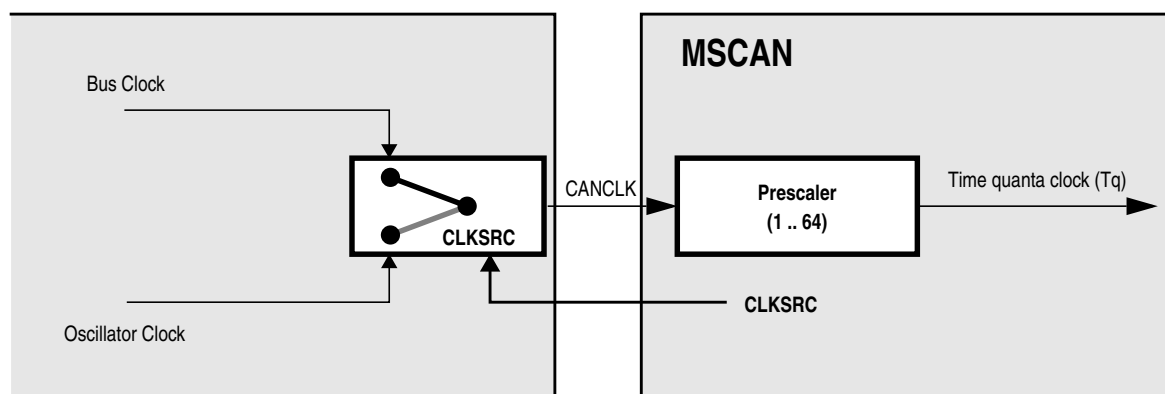 MSCAN
Bus Clock
CANCLK
Prescaler
(1 .. 64)
Time quanta clock (Tq)
CLKSRC
CLKSRC
Oscillator Clock